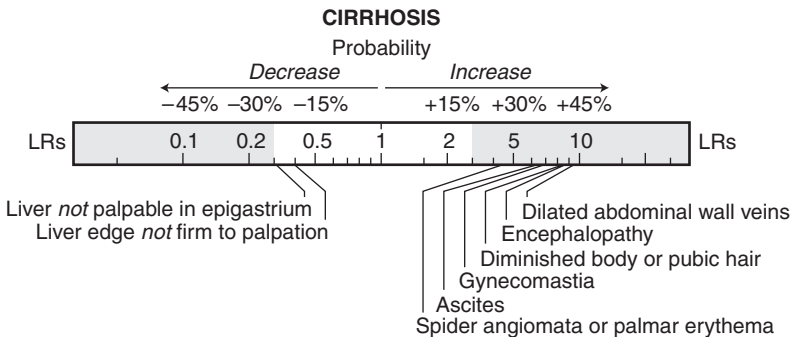 CIRRHOSIS
Probability
Decrease Increase
–45% –30% –15% +15% +30% +45%
LRs 0.1 0.2 0.5 1 2 5 10 LRs
Liver not palpable in epigastrium
Liver edge not firm to palpation
Dilated abdominal wall veins
Encephalopathy
Diminished body or pubic hair
Gynecomastia
Ascites
Spider angiomata or palmar erythema